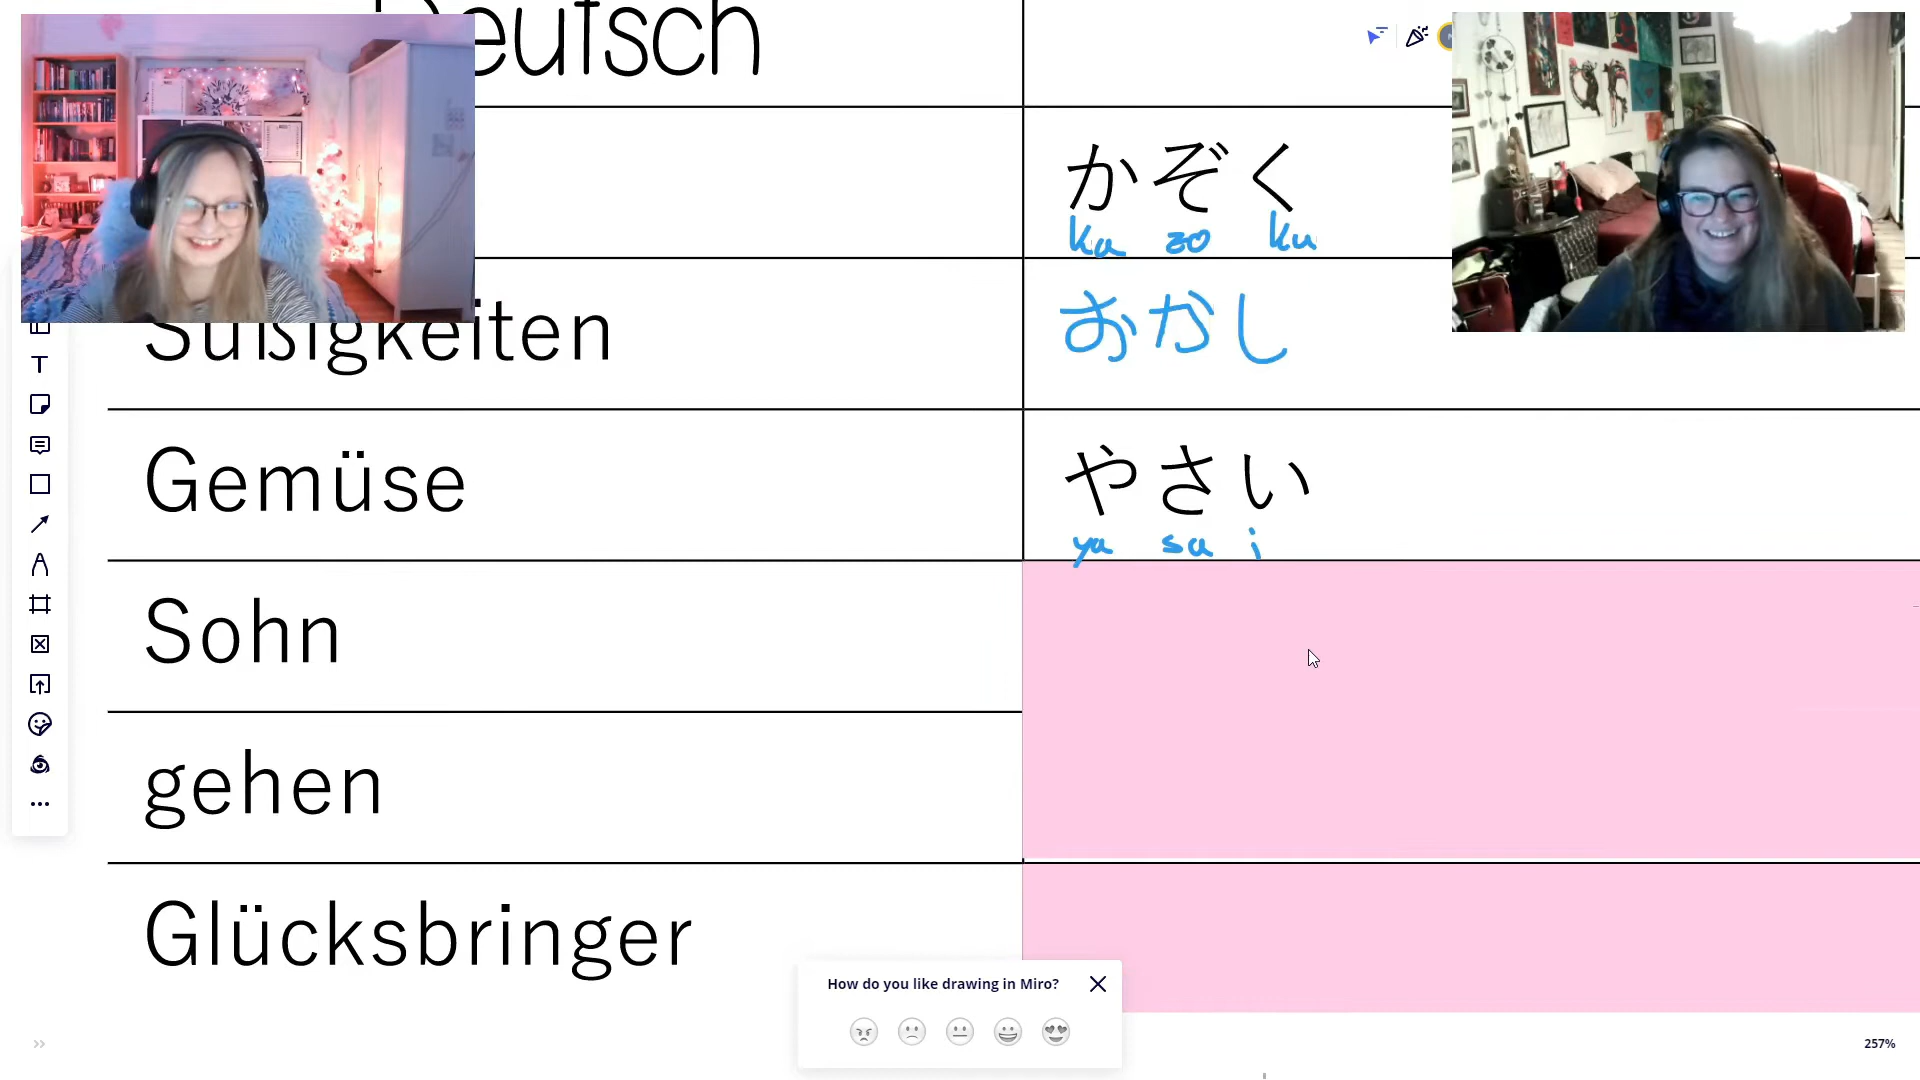 Deutsch
かぞく
ka zo ku
Süßigkeiten
おかし
Gemüse
やさい
ya sa i
Sohn
gehen
Glücksbringer
How do you like drawing in Miro?
257%